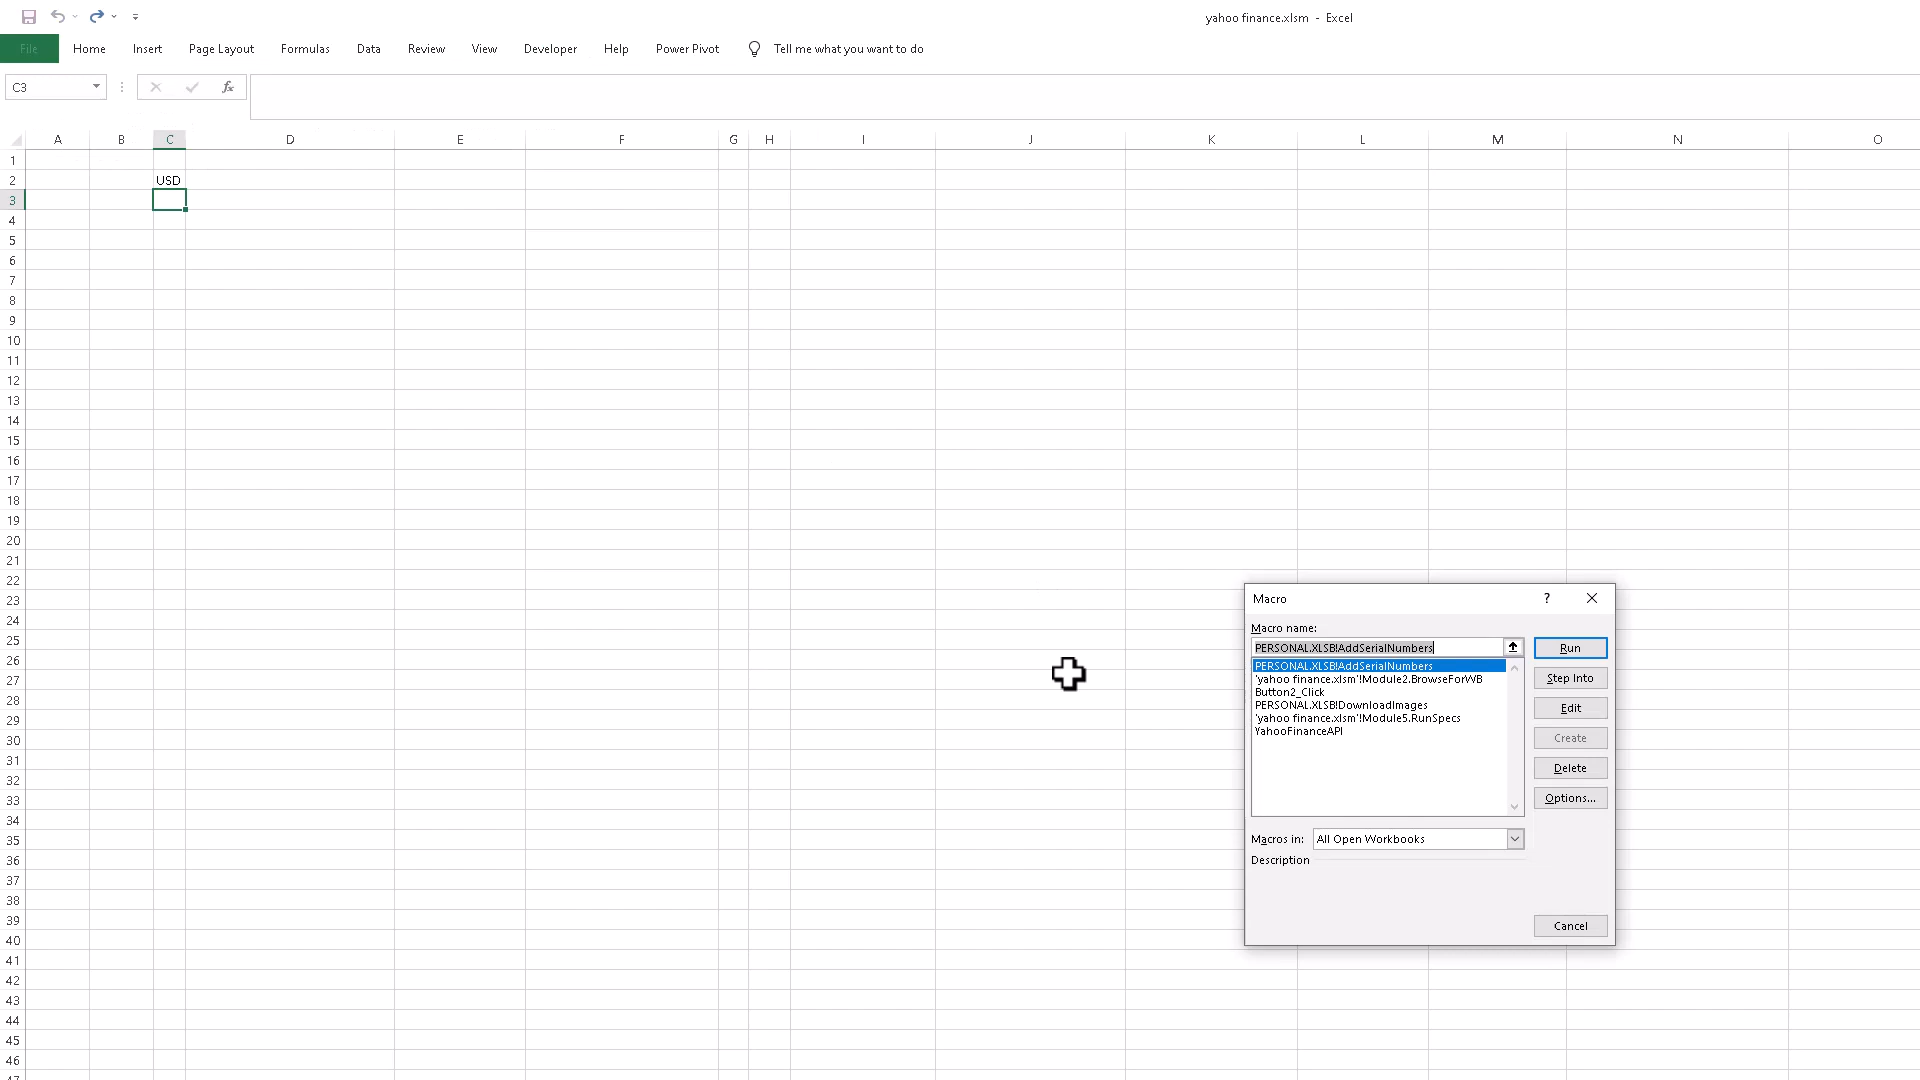 yahoo finance.xlsm - Excel
File Home Insert Page Layout Formulas Data Review View Developer Help Power Pivot Tell me what you want to do
C3 fx
A B C D E F G H I J K L M N O
1
2 USD
3
4
5
6
7
8
9
10
11
12
13
14
15
16
17
18
19
20
21
22
23
24
25
26
27
28
29
30
31
32
33
34
35
36
37
38
39
40
41
42
43
44
45
46
47
Macro ?
Macro name:
PERSONAL.XLSB!AddSerialNumbers Run
PERSONAL.XLSB!AddSerialNumbers
'yahoo finance.xlsm'!Module2.BrowseForWB Step Into
Button2_Click
PERSONAL.XLSB!DownloadImages Edit
'yahoo finance.xlsm'!Module5.RunSpecs
YahooFinanceAPI Create
Delete
Options...
Macros in: All Open Workbooks
Description
Cancel